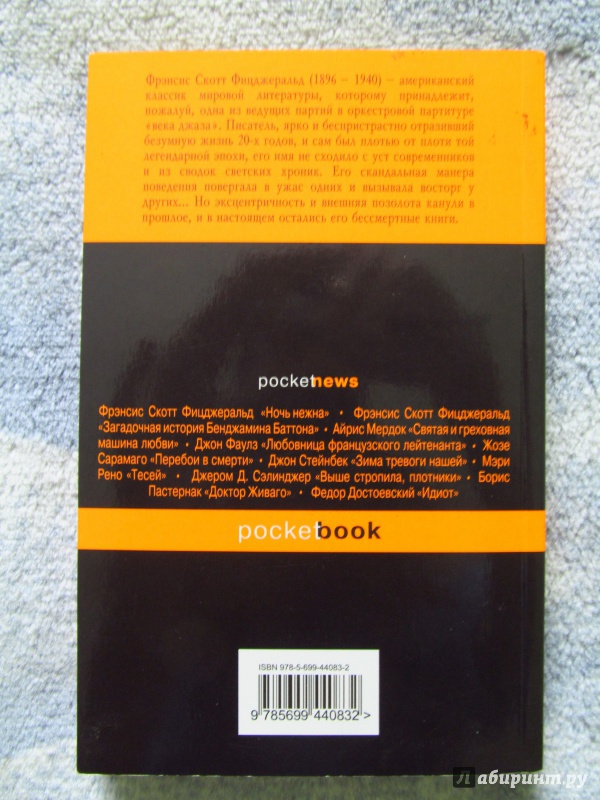 Фрэнсис Скотт Фицджеральд (1896 – 1940) – американский
классик мировой литературы, которому принадлежит,
пожалуй, одна из ведущих партий в оркестровой партитуре
«века джаза». Писатель, ярко и беспристрастно отразивший
безумную жизнь 20-х годов, и сам был плотью от плоти той
легендарной эпохи, его имя не сходило с уст современников
и из сводок светских хроник. Его скандальная манера
поведения повергала в ужас одних и вызывала восторг у
других... Но эксцентричность и внешняя позолота канули в
прошлое, и в настоящем остались его бессмертные книги.
pocketnews
Фрэнсис Скотт Фицджеральд «Ночь нежна» • Фрэнсис Скотт Фицджеральд
«Загадочная история Бенджамина Баттона» • Айрис Мердок «Святая и греховная
машина любви» • Джон Фаулз «Любовница французского лейтенанта» • Жозе
Сарамаго «Перебои в смерти» • Джон Стейнбек «Зима тревоги нашей» • Мэри
Рено «Тесей» • Джером Д. Сэлинджер «Выше стропила, плотники» • Борис
Пастернак «Доктор Живаго» • Федор Достоевский «Идиот»
pocketbook
ISBN 978-5-699-44083-2
9 785699 440832 >
Лабиринт.ру